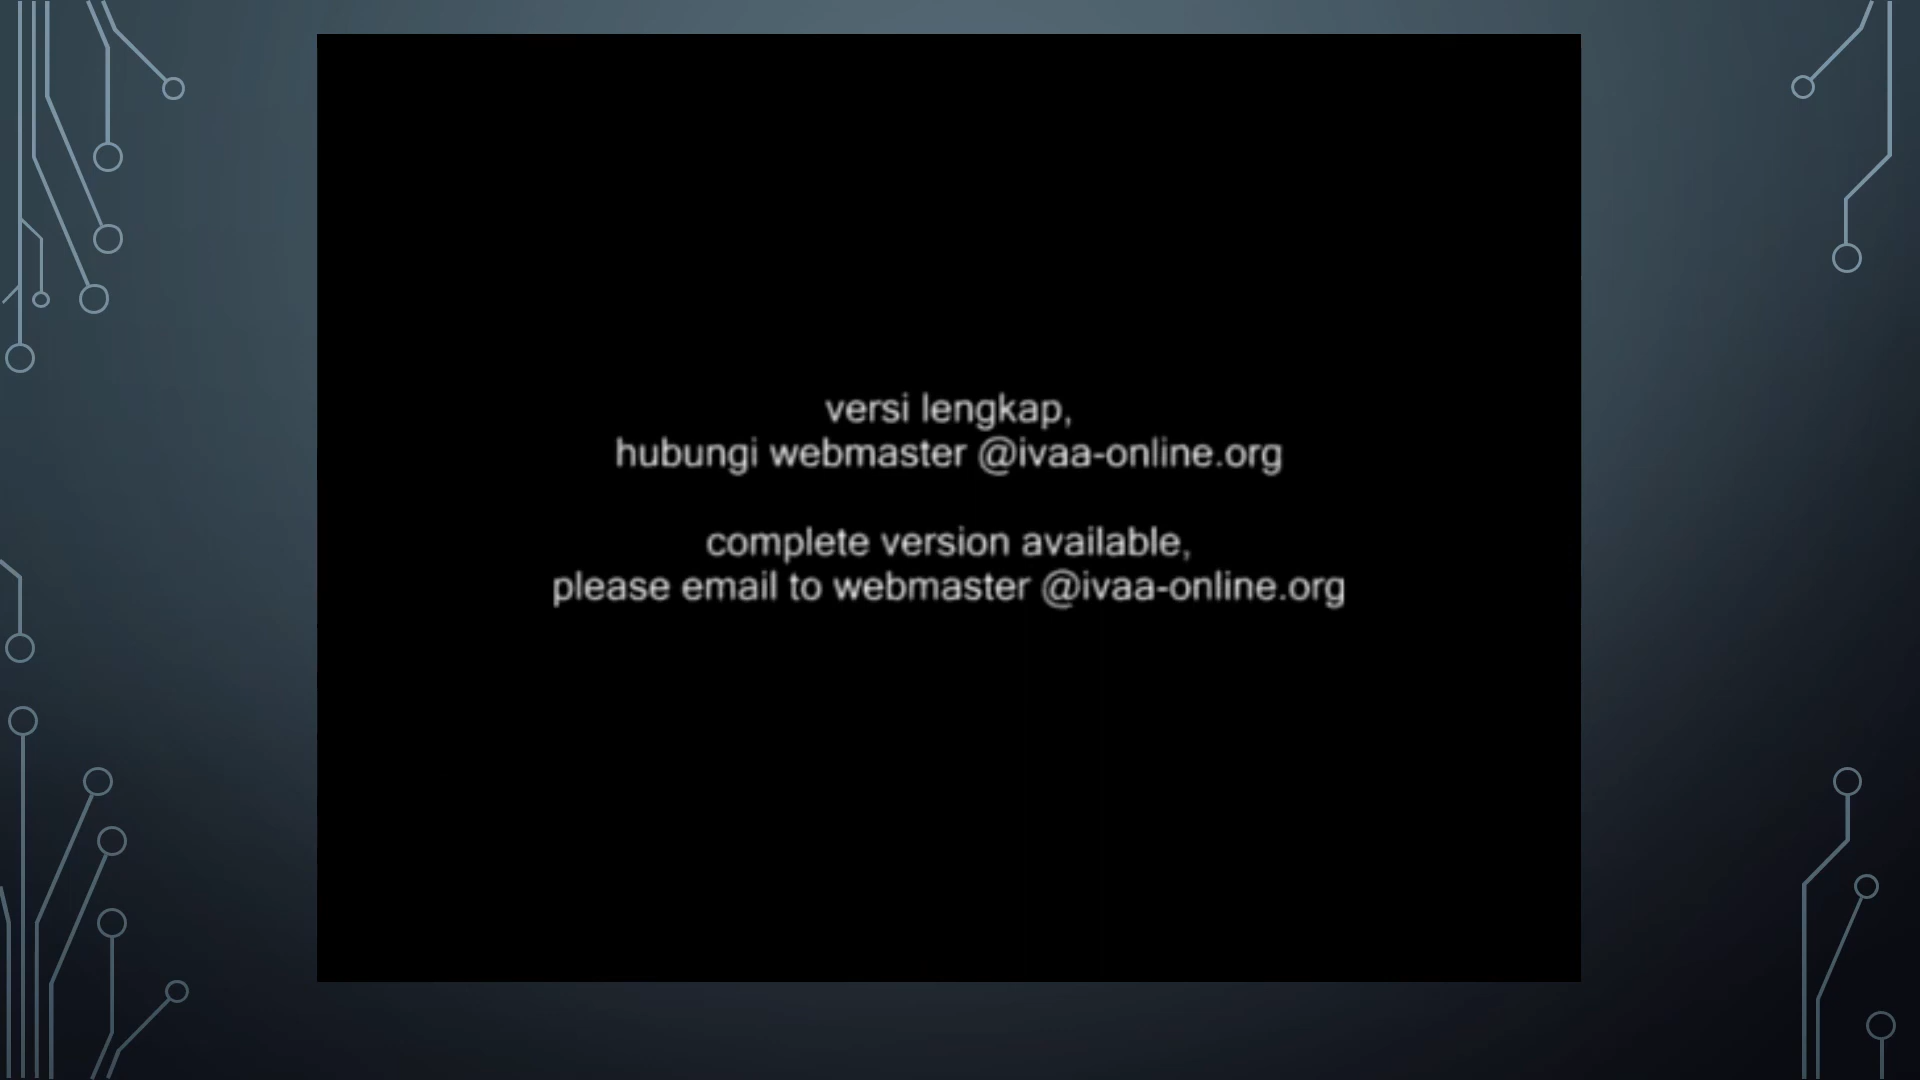 versi lengkap,
hubungi webmaster @ivaa-online.org
complete version available,
please email to webmaster @ivaa-online.org